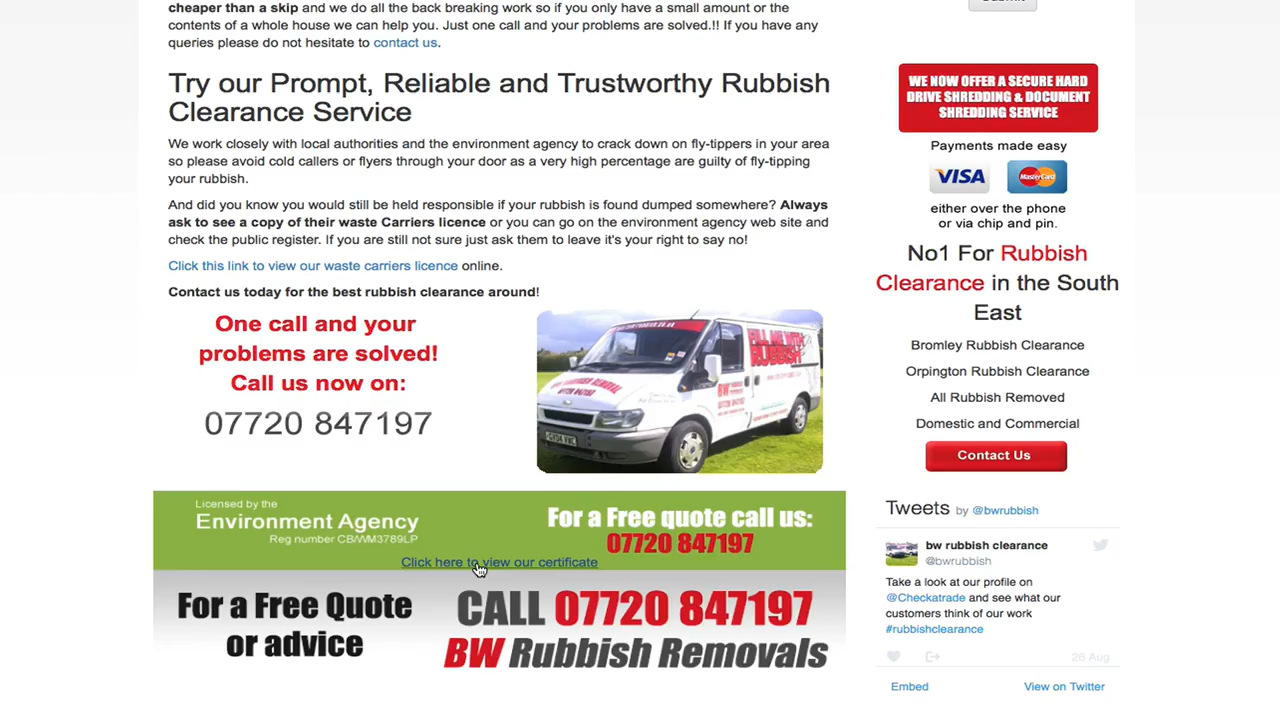 cheaper than a skip and we do all the back breaking work so if you only have a small amount or the
contents of a whole house we can help you. Just one call and your problems are solved.!! If you have any
queries please do not hesitate to contact us.
Try our Prompt, Reliable and Trustworthy Rubbish
Clearance Service
We work closely with local authorities and the environment agency to crack down on fly-tippers in your area
so please avoid cold callers or flyers through your door as a very high percentage are guilty of fly-tipping
your rubbish.
And did you know you would still be held responsible if your rubbish is found dumped somewhere? Always
ask to see a copy of their waste Carriers licence or you can go on the environment agency web site and
check the public register. If you are still not sure just ask them to leave it's your right to say no!
Click this link to view our waste carriers licence online.
Contact us today for the best rubbish clearance around!
One call and your
problems are solved!
Call us now on:
07720 847197
FILL ME WITH
RUBBISH
Licensed by the
Environment Agency
Reg number CB/WM3789LP
For a Free quote call us:
07720 847197
Click here to view our certificate
For a Free Quote
or advice
CALL 07720 847197
BW Rubbish Removals
WE NOW OFFER A SECURE HARD
DRIVE SHREDDING & DOCUMENT
SHREDDING SERVICE
Payments made easy
VISA
MasterCard
either over the phone
or via chip and pin.
No1 For Rubbish
Clearance in the South
East
Bromley Rubbish Clearance
Orpington Rubbish Clearance
All Rubbish Removed
Domestic and Commercial
Contact Us
Tweets by @bwrubbish
bw rubbish clearance
@bwrubbish
Take a look at our profile on
@Checkatrade and see what our
customers think of our work
#rubbishclearance
26 Aug
Embed
View on Twitter